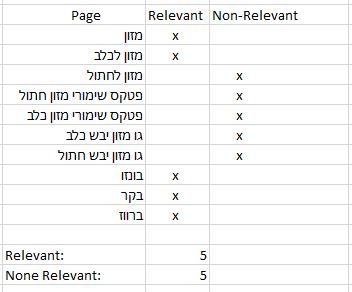 Page Relevant Non-Relevant
מזון x
מזון לכלב x
מזון לחתול x
פטקס שימורי מזון חתול x
פטקס שימורי מזון כלב x
גו מזון יבש כלב x
גו מזון יבש חתול x
בונזו x
בקר x
ברווז x
Relevant: 5
None Relevant: 5